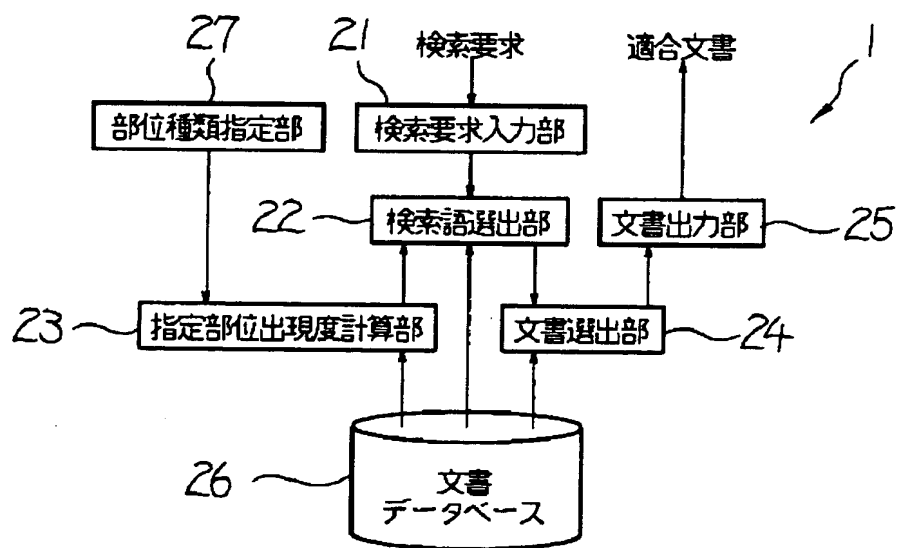 27
21
検索要求
適合文書
1
部位種類指定部
検索要求入力部
22
検索語選出部
文書出力部
25
23
指定部位出現度計算部
文書選出部
24
26
文書
データベース